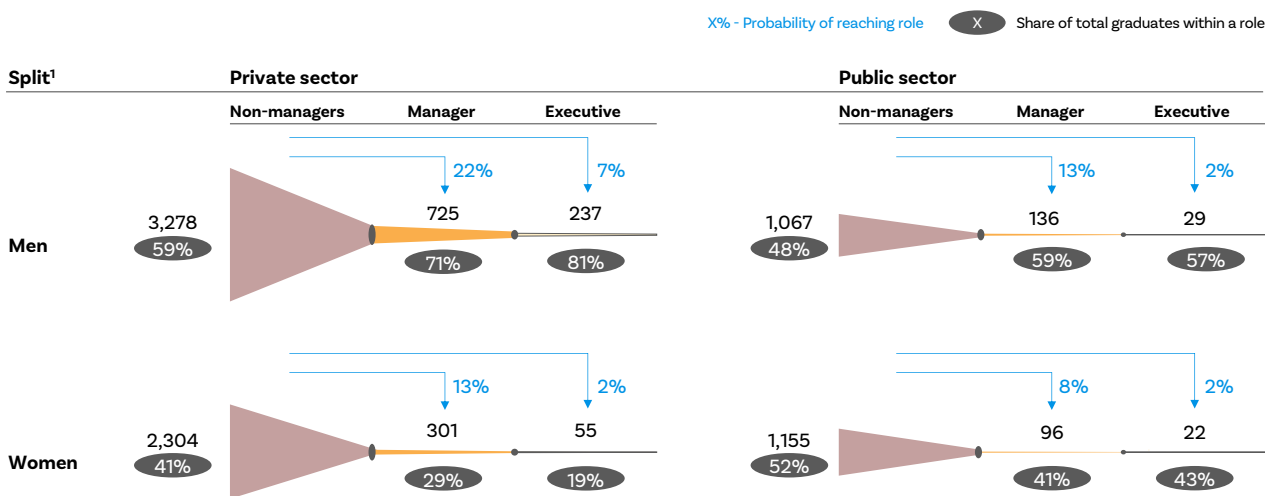 X% - Probability of reaching role X Share of total graduates within a role
Split¹ Private sector Public sector
Non-managers Manager Executive Non-managers Manager Executive
22% 7% 13% 2%
3,278 725 237 1,067 136 29
Men 59% 71% 81% 48% 59% 57%
13% 2% 8% 2%
2,304 301 55 1,155 96 22
Women 41% 29% 19% 52% 41% 43%